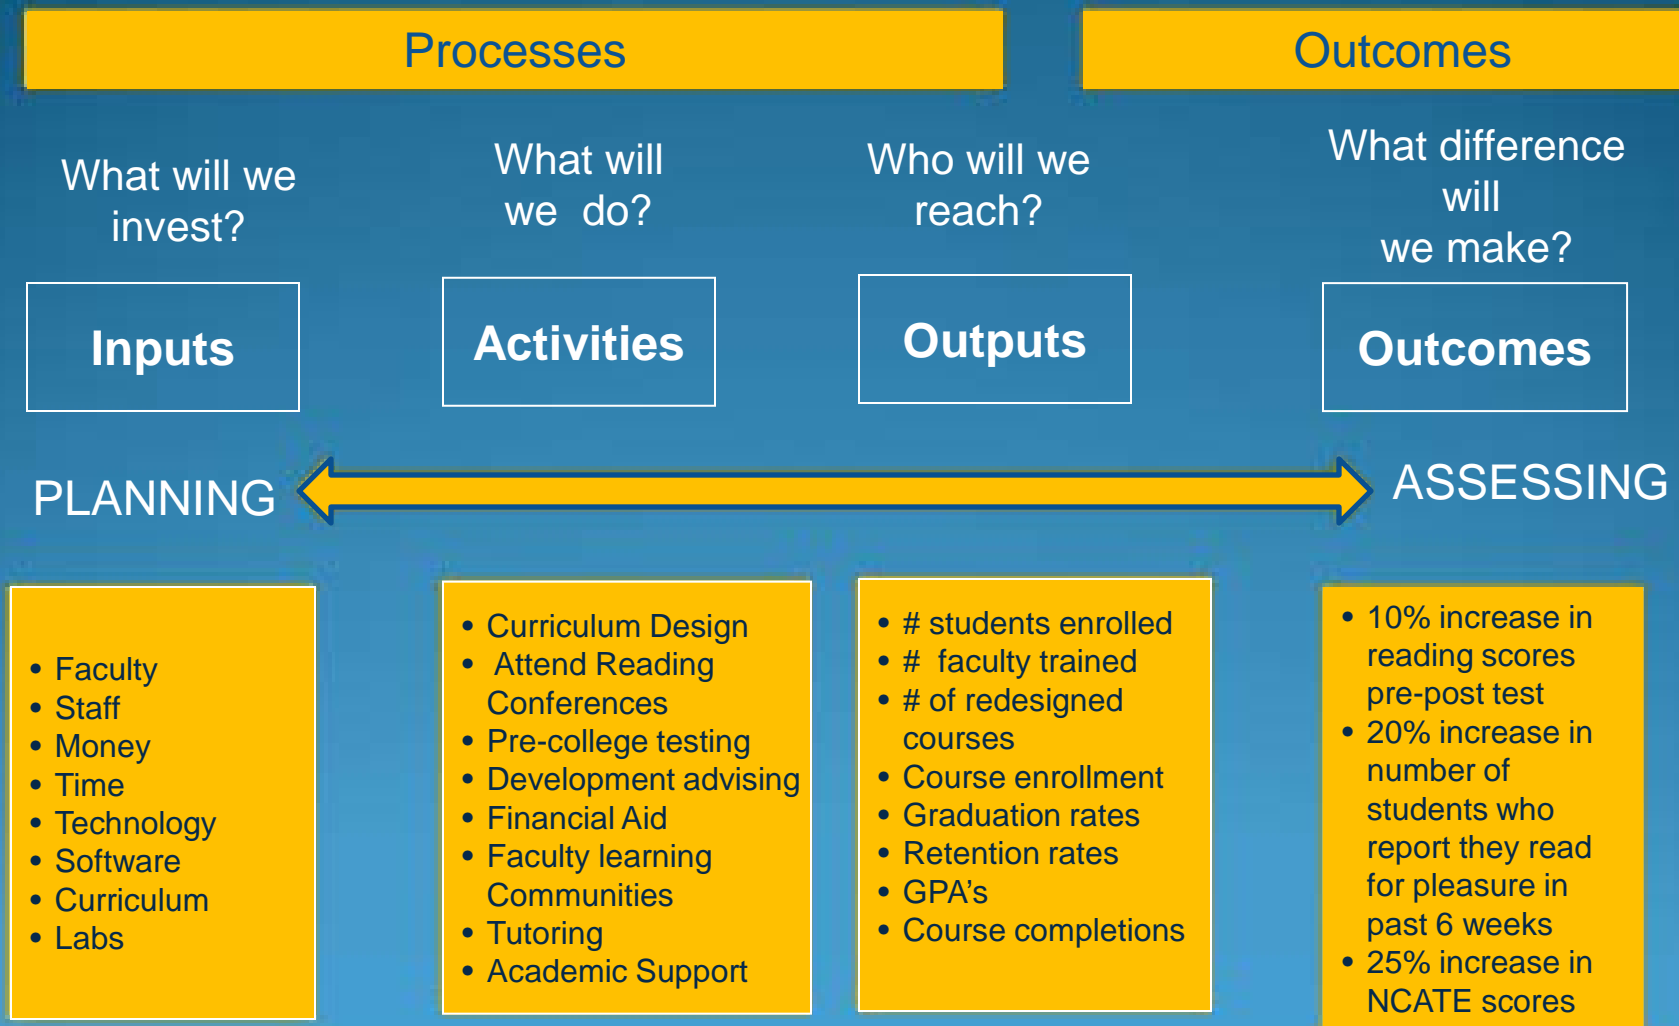 Processes
Outcomes
What will we
invest?
What will
we do?
Who will we
reach?
What difference
will
we make?
Inputs
Activities
Outputs
Outcomes
PLANNING
ASSESSING
• Faculty
• Staff
• Money
• Time
• Technology
• Software
• Curriculum
• Labs
• Curriculum Design
• Attend Reading
Conferences
• Pre-college testing
• Development advising
• Financial Aid
• Faculty learning
Communities
• Tutoring
• Academic Support
• # students enrolled
• # faculty trained
• # of redesigned
courses
• Course enrollment
• Graduation rates
• Retention rates
• GPA's
• Course completions
• 10% increase in
reading scores
pre-post test
• 20% increase in
number of
students who
report they read
for pleasure in
past 6 weeks
• 25% increase in
NCATE scores